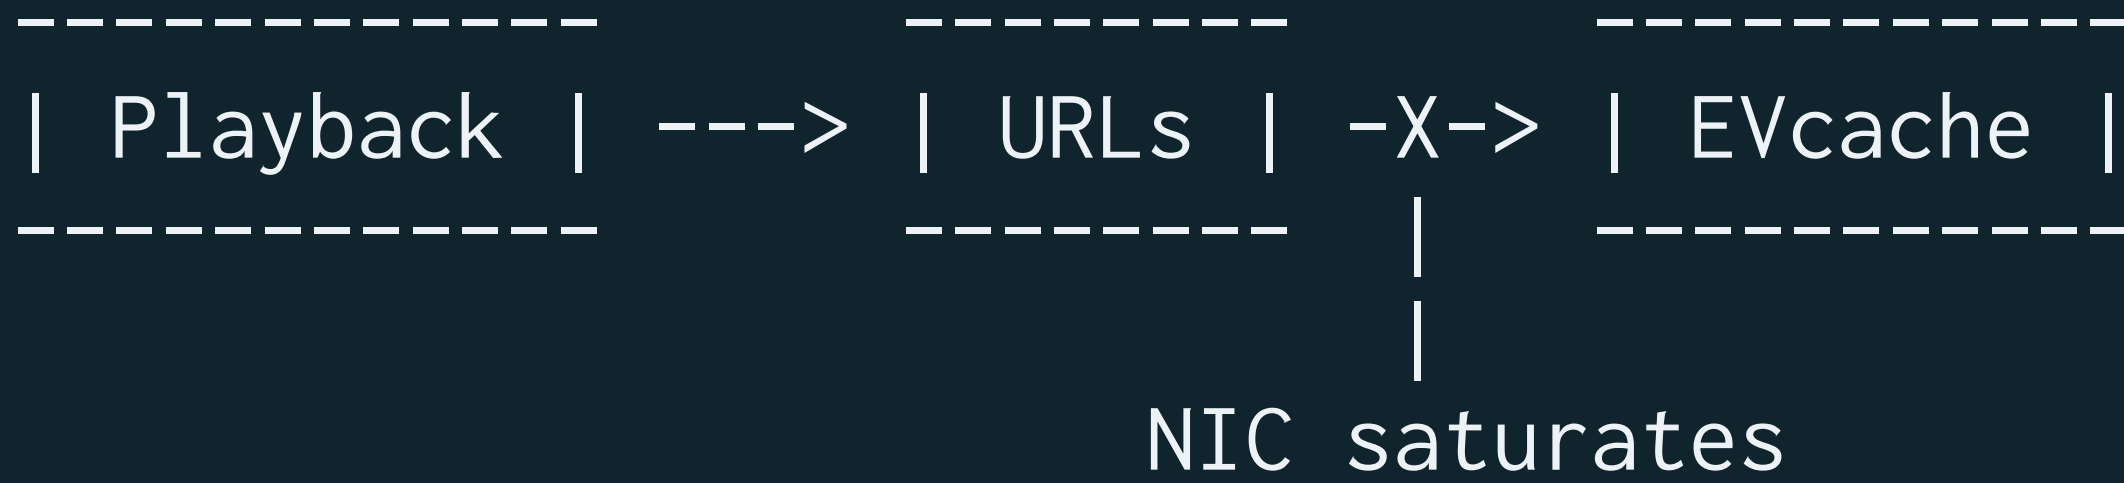 ------------      --------      -----------
| Playback | ---> | URLs | -X-> | EVcache |
------------      --------  |   -----------
                            |
                       NIC saturates